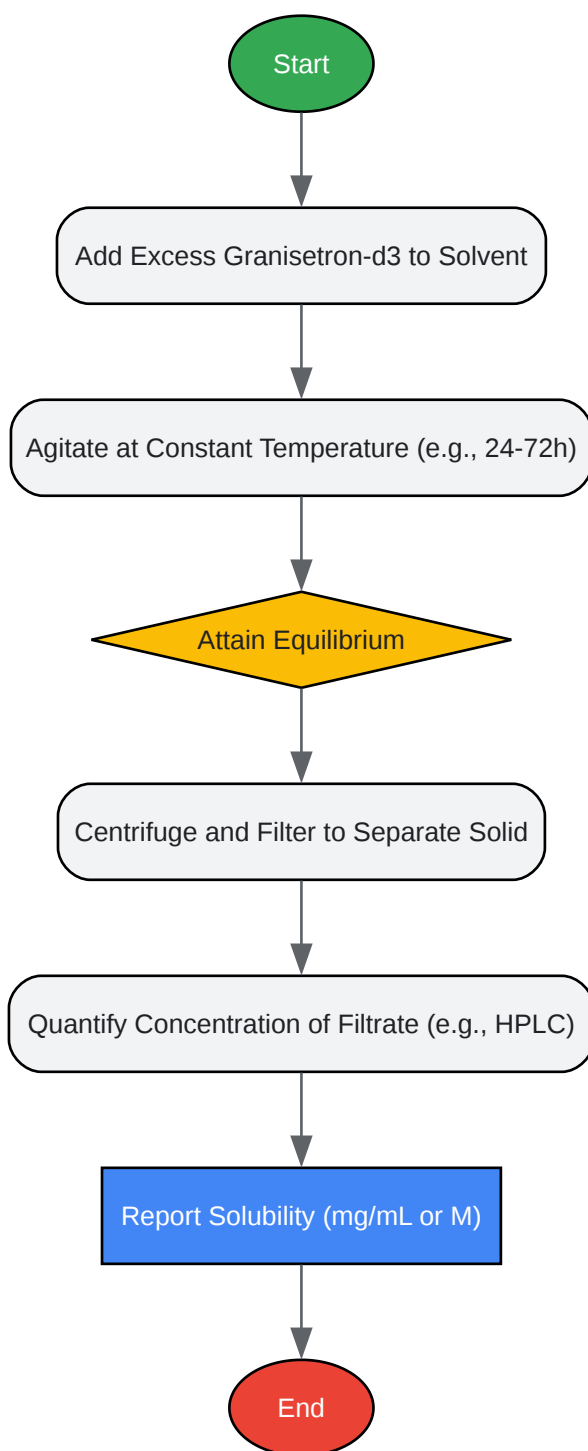 Start
Add Excess Granisetron-d3 to Solvent
Agitate at Constant Temperature (e.g., 24-72h)
Attain Equilibrium
Centrifuge and Filter to Separate Solid
Quantify Concentration of Filtrate (e.g., HPLC)
Report Solubility (mg/mL or M)
End